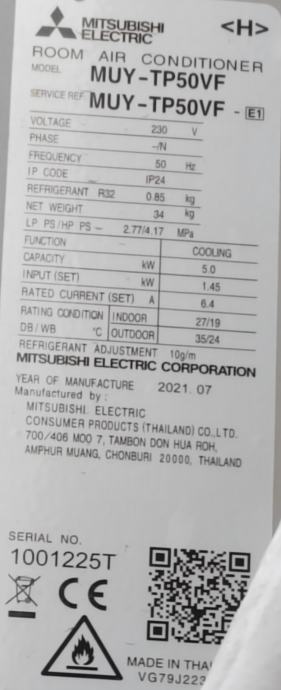 MITSUBISHI
ELECTRIC
<H>
ROOM AIR CONDITIONER
MODEL MUY-TP50VF
SERVICE REF MUY-TP50VF - E1
VOLTAGE 230 V
PHASE ~/N
FREQUENCY 50 Hz
IP CODE IP24
REFRIGERANT R32 0.85 kg
NET WEIGHT 34 kg
LP PS/HP PS 2.77/4.17 MPa
FUNCTION COOLING
CAPACITY kW 5.0
INPUT (SET) kW 1.45
RATED CURRENT (SET) A 6.4
RATING CONDITION INDOOR 27/19
DB/WB °C OUTDOOR 35/24
REFRIGERANT ADJUSTMENT 10g/m
MITSUBISHI ELECTRIC CORPORATION
YEAR OF MANUFACTURE 2021. 07
Manufactured by :
MITSUBISHI ELECTRIC
CONSUMER PRODUCTS (THAILAND) CO.,LTD.
700/406 MOO 7, TAMBON DON HUA ROH,
AMPHUR MUANG, CHONBURI 20000, THAILAND
SERIAL NO.
1001225T
CE
MADE IN THA
VG79J223